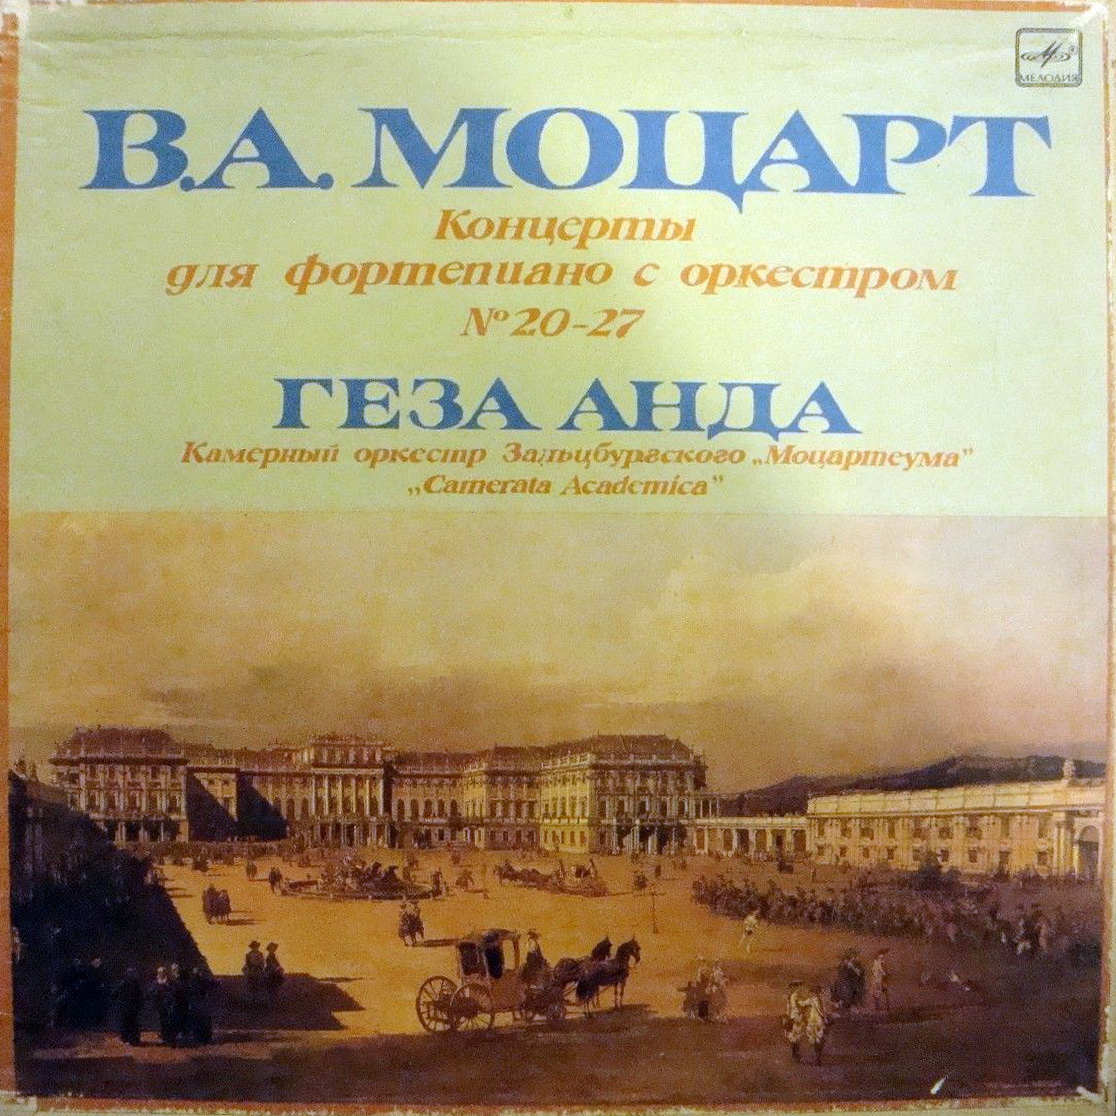 МЕЛОДИЯ
В.А. МОЦАРТ
Концерты
для фортепиано с оркестром
№ 20-27
ГЕЗА АНДА
Камерный оркестр Зальцбургского „Моцартеума”
„Camerata Academica”